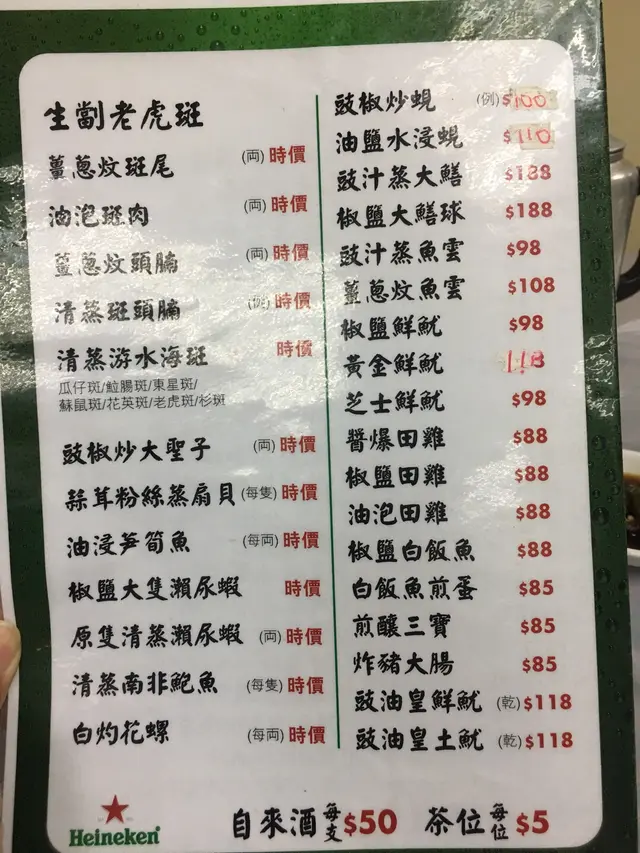 生劏老虎斑
薑蔥炆斑尾 (両) 時價
油泡斑肉 (両) 時價
薑蔥炆頭腩 (両) 時價
清蒸斑頭腩 (例) 時價
清蒸游水海斑 時價
瓜仔斑/鮫腸斑/東星斑/
蘇鼠斑/花英斑/老虎斑/杉斑
豉椒炒大聖子 (両) 時價
蒜茸粉絲蒸扇貝 (每隻) 時價
油浸笋筍魚 (每両) 時價
椒鹽大隻瀨尿蝦 時價
原隻清蒸瀨尿蝦 (両) 時價
清蒸南非鮑魚 (每隻) 時價
白灼花螺 (每両) 時價
豉椒炒蜆 (例) $100
油鹽水浸蜆 $110
豉汁蒸大鱔 $188
椒鹽大鱔球 $188
豉汁蒸魚雲 $98
薑蔥炆魚雲 $108
椒鹽鮮魷 $98
黃金鮮魷 118
芝士鮮魷 $98
醬爆田雞 $88
椒鹽田雞 $88
油泡田雞 $88
椒鹽白飯魚 $88
白飯魚煎蛋 $85
煎釀三寶 $85
炸豬大腸 $85
豉油皇鮮魷 (乾) $118
豉油皇土魷 (乾) $118
Heineken
自來酒每支$50 茶位每位$5